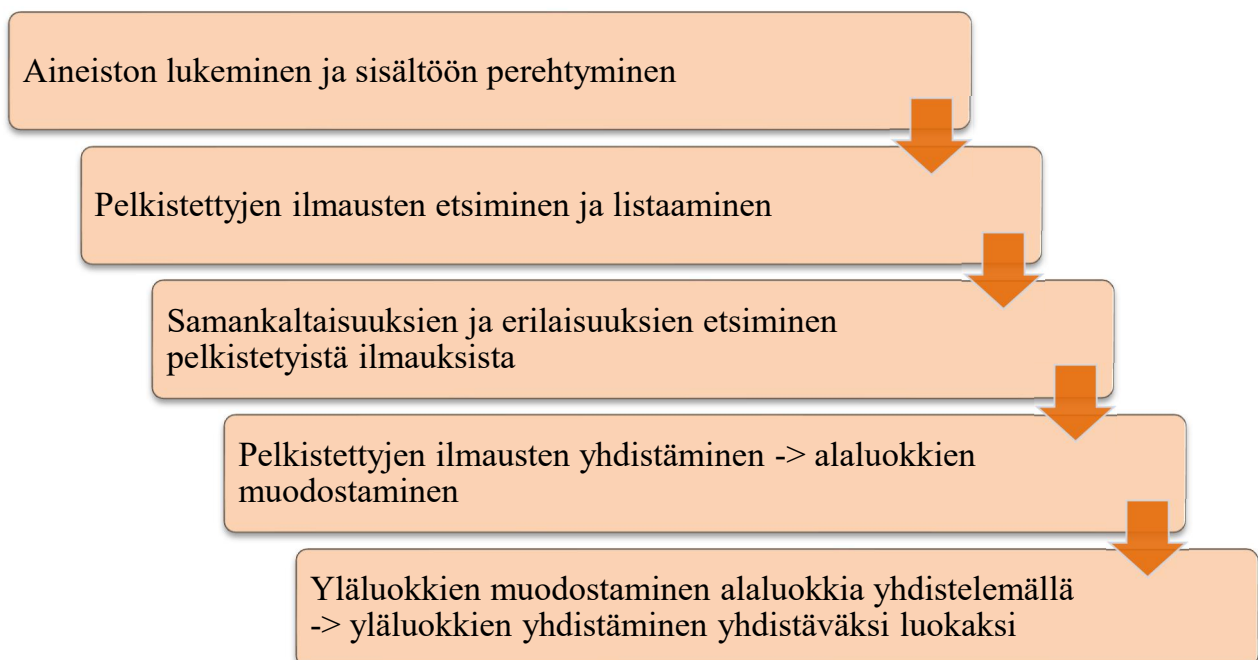 Aineiston lukeminen ja sisältöön perehtyminen
Pelkistettyjen ilmausten etsiminen ja listaaminen
Samankaltaisuuksien ja erilaisuuksien etsiminen
pelkistetyistä ilmauksista
Pelkistettyjen ilmausten yhdistäminen -> alaluokkien
muodostaminen
Yläluokkien muodostaminen alaluokkia yhdistelemällä
-> yläluokkien yhdistäminen yhdistäväksi luokaksi